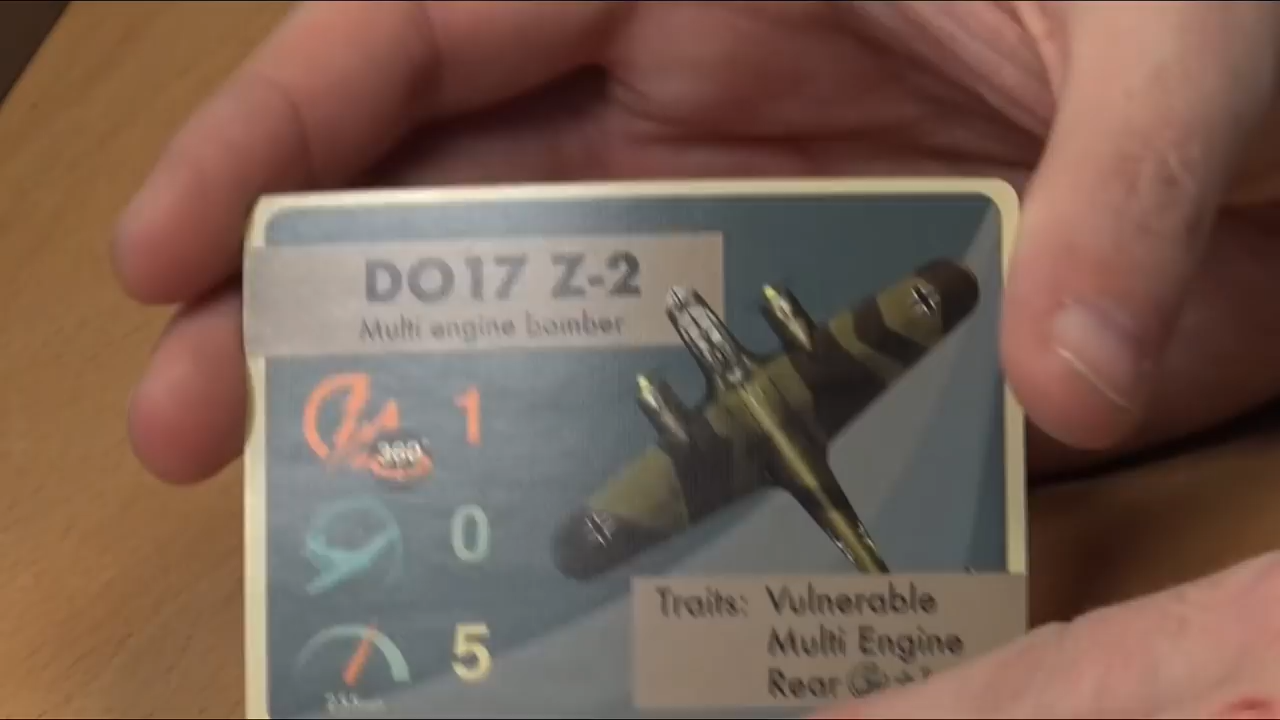 DO17 Z-2
Multi engine bomber
360°
1
0
5
Traits: Vulnerable
Multi Engine
Rear